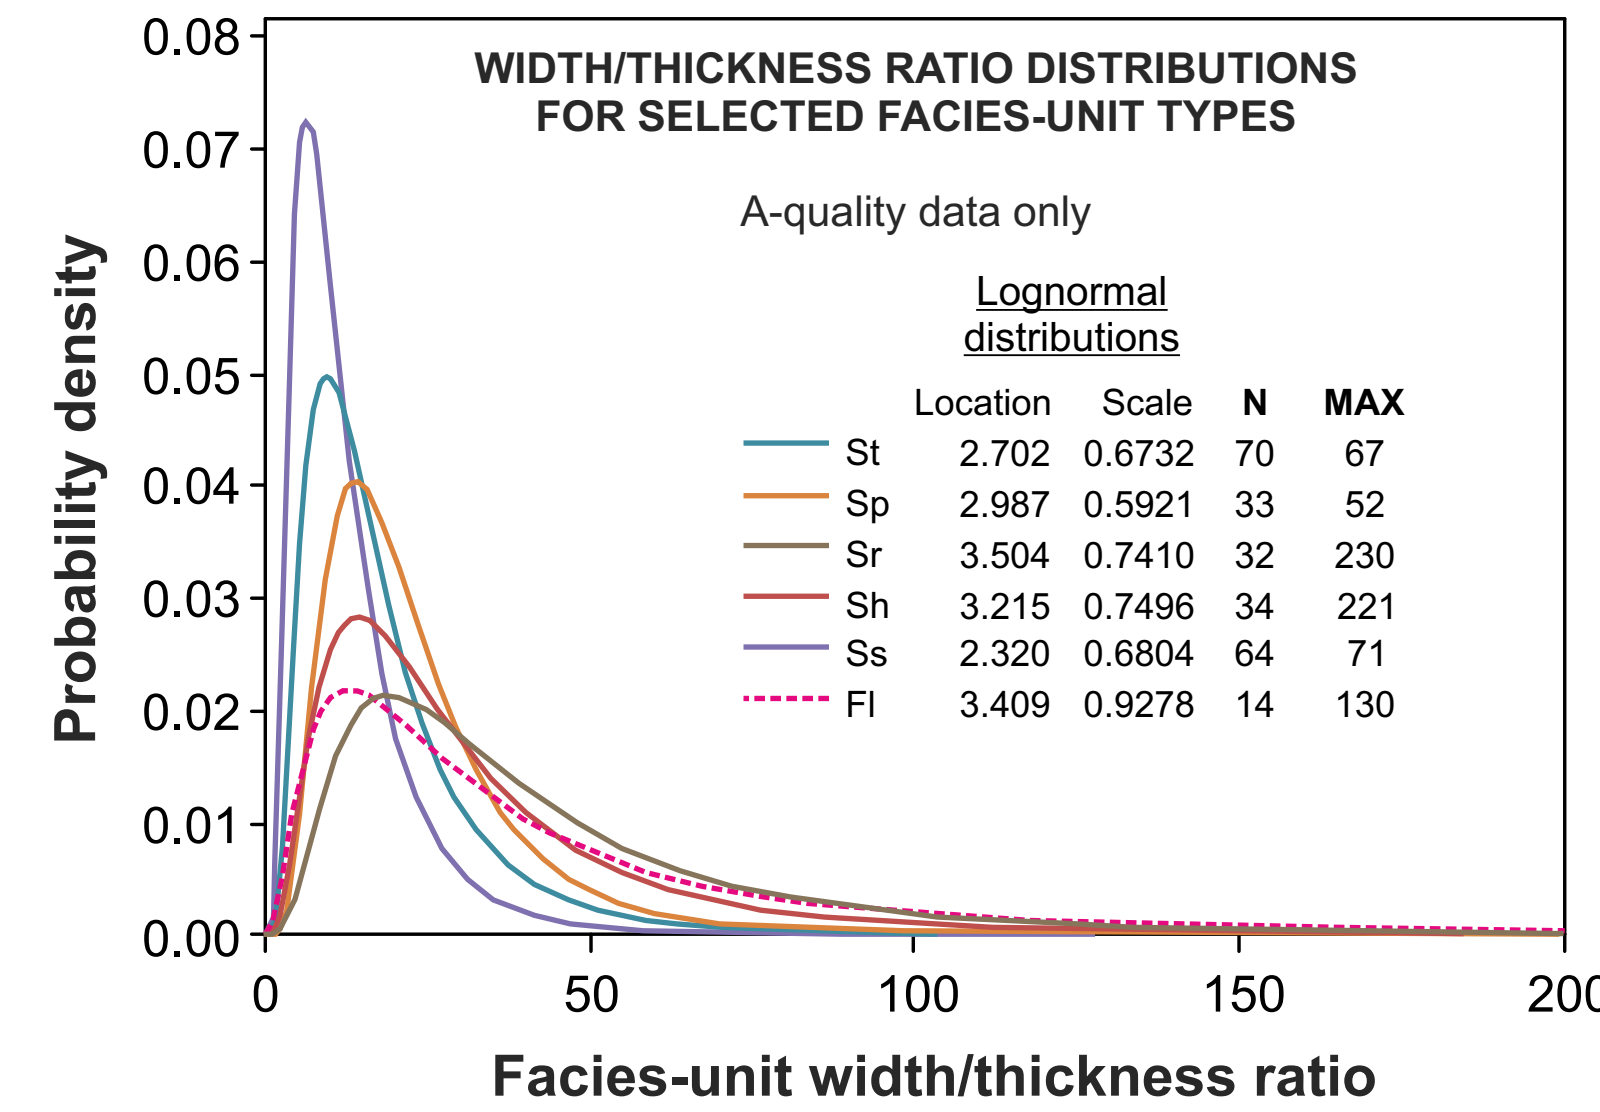 WIDTH/THICKNESS RATIO DISTRIBUTIONS
FOR SELECTED FACIES-UNIT TYPES
A-quality data only
Lognormal
distributions
Location Scale N MAX
St 2.702 0.6732 70 67
Sp 2.987 0.5921 33 52
Sr 3.504 0.7410 32 230
Sh 3.215 0.7496 34 221
Ss 2.320 0.6804 64 71
Fl 3.409 0.9278 14 130
Probability density
0.08
0.07
0.06
0.05
0.04
0.03
0.02
0.01
0.00
0 50 100 150 200
Facies-unit width/thickness ratio